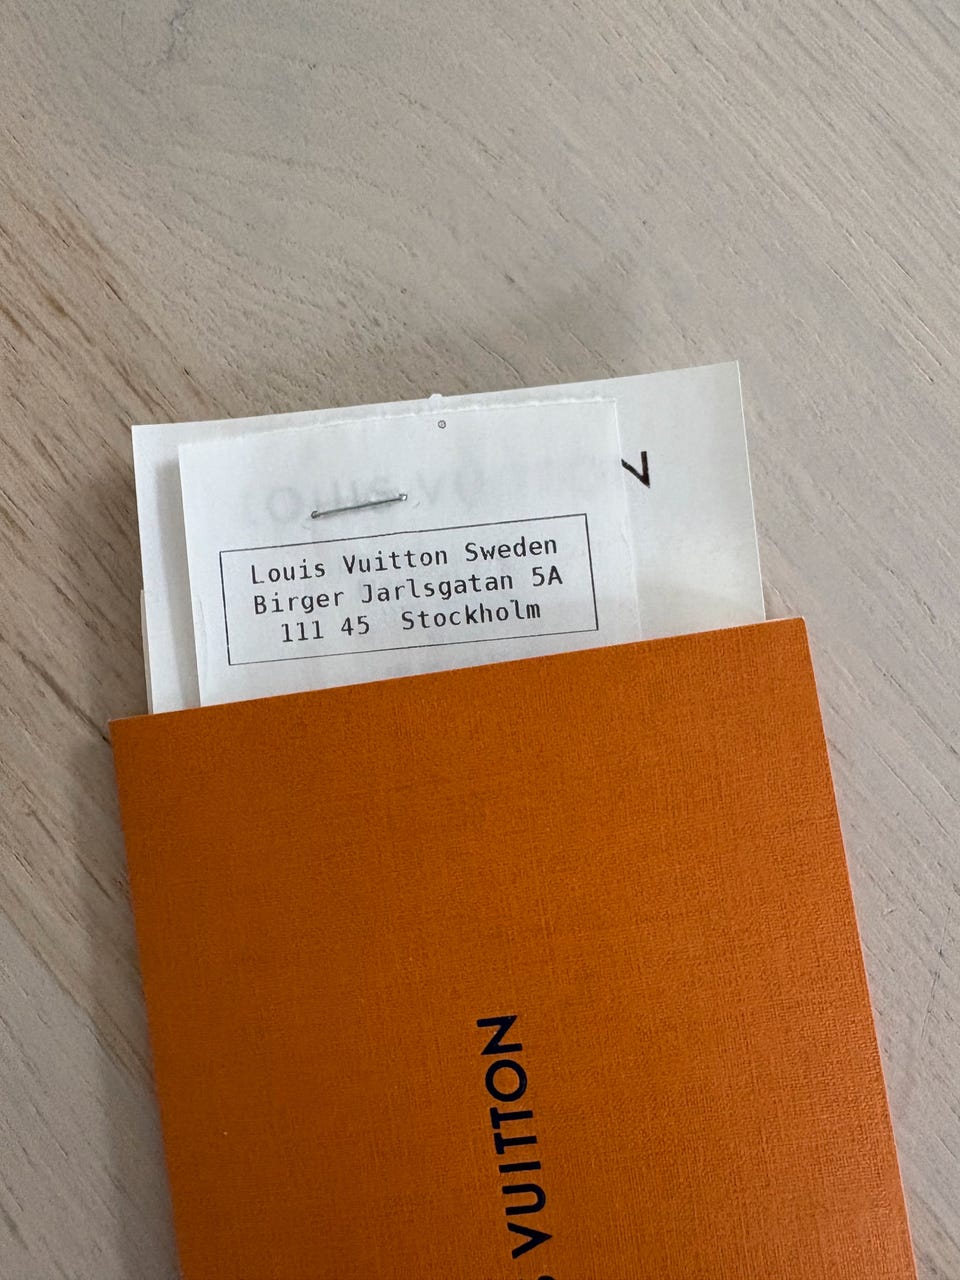 Louis Vuitton Sweden
Birger Jarlsgatan 5A
111 45 Stockholm
VUITTON